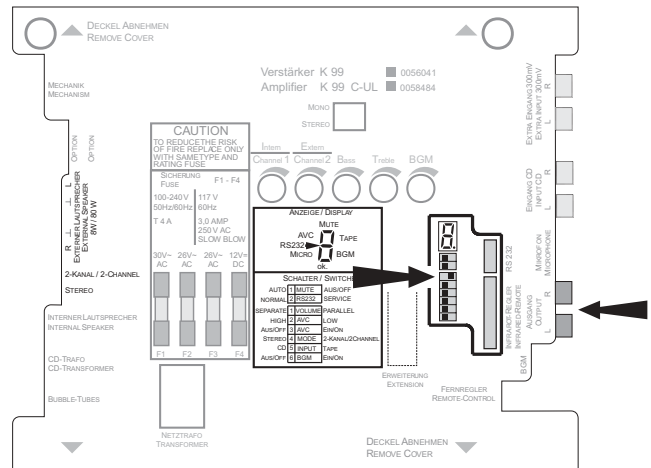 DECKEL ABNEHMEN
REMOVE COVER
Verstärker K 99 0056041
Amplifier K 99 C-UL 0058484
MECHANIK
MECHANISM
MONO
STEREO
OPTION
OPTION
EXTERNER LAUTSPRECHER
EXTERNAL SPEAKER
8W / 80 W
R L
2-KANAL / 2-CHANNEL
STEREO
INTERNER LAUTSPRECHER
INTERNAL SPEAKER
CD-TRAFO
CD-TRANSFORMER
BUBBLE-TUBES
CAUTION
TO REDUCETHE RISK
OF FIRE REPLACE ONLY
WITH SAMETYPE AND
RATING FUSE
SICHERUNG
FUSE F1 - F4
100-240 V 117 V
50Hz/60Hz 60Hz
T 4 A 3,0 AMP
250 V AC
SLOW BLOW
30V~ 26V~ 26V~ 12V=
AC AC AC DC
F1 F2 F3 F4
NETZTRAFO
TRANSFORMER
Intern Extern
Channel 1 Channel 2 Bass Treble BGM
ANZEIGE / DISPLAY
MUTE
AVC TAPE
RS232
MICRO BGM
ok.
SCHALTER / SWITCHE
AUTO 1 MUTE AUS/OFF
NORMAL 2 RS232 SERVICE
SEPARATE 1 VOLUME PARALLEL
HIGH 2 AVC LOW
AUS/OFF 3 AVC EIN/ON
STEREO 4 MODE 2-KANAL/2CHANNEL
CD 5 INPUT TAPE
AUS/OFF 6 BGM EIN/ON
ERWEITERUNG
EXTENSION
FERNREGLER
REMOTE-CONTROL
RS 232
INFRAROT-REGLER
INFRARED-REMOTE
EXTRA EINGANG 300mV
EXTRA INPUT 300mV
R
L
EINGANG CD
INPUT CD
R
L
MIKROFON
MICROPHONE
AUSGANG
OUTPUT
R
L
BGM
DECKEL ABNEHMEN
REMOVE COVER